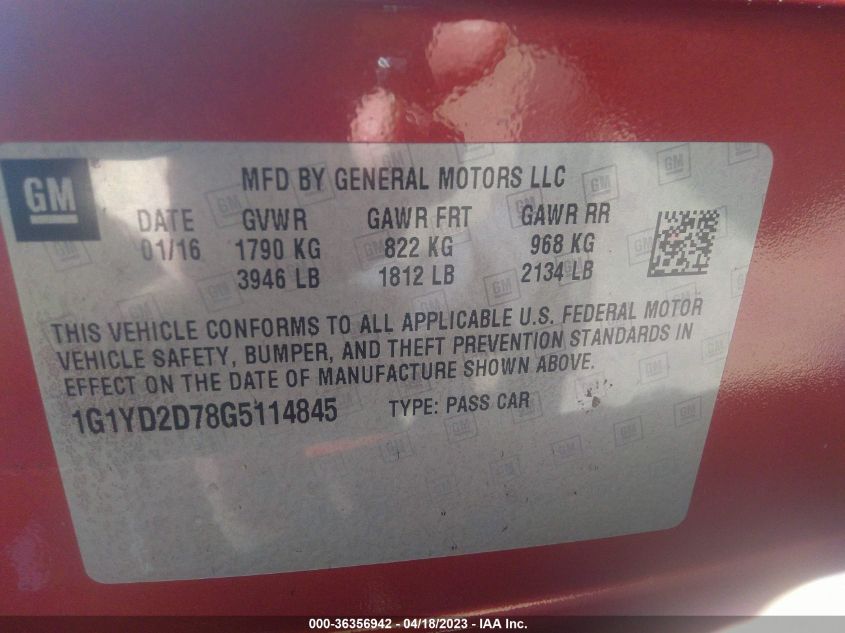 GM
MFD BY GENERAL MOTORS LLC
DATE GVWR GAWR FRT GAWR RR
01/16 1790 KG 822 KG 968 KG
3946 LB 1812 LB 2134 LB
THIS VEHICLE CONFORMS TO ALL APPLICABLE U.S. FEDERAL MOTOR
VEHICLE SAFETY, BUMPER, AND THEFT PREVENTION STANDARDS IN
EFFECT ON THE DATE OF MANUFACTURE SHOWN ABOVE.
1G1YD2D78G5114845 TYPE: PASS CAR
000-36356942 - 04/18/2023 - IAA Inc.